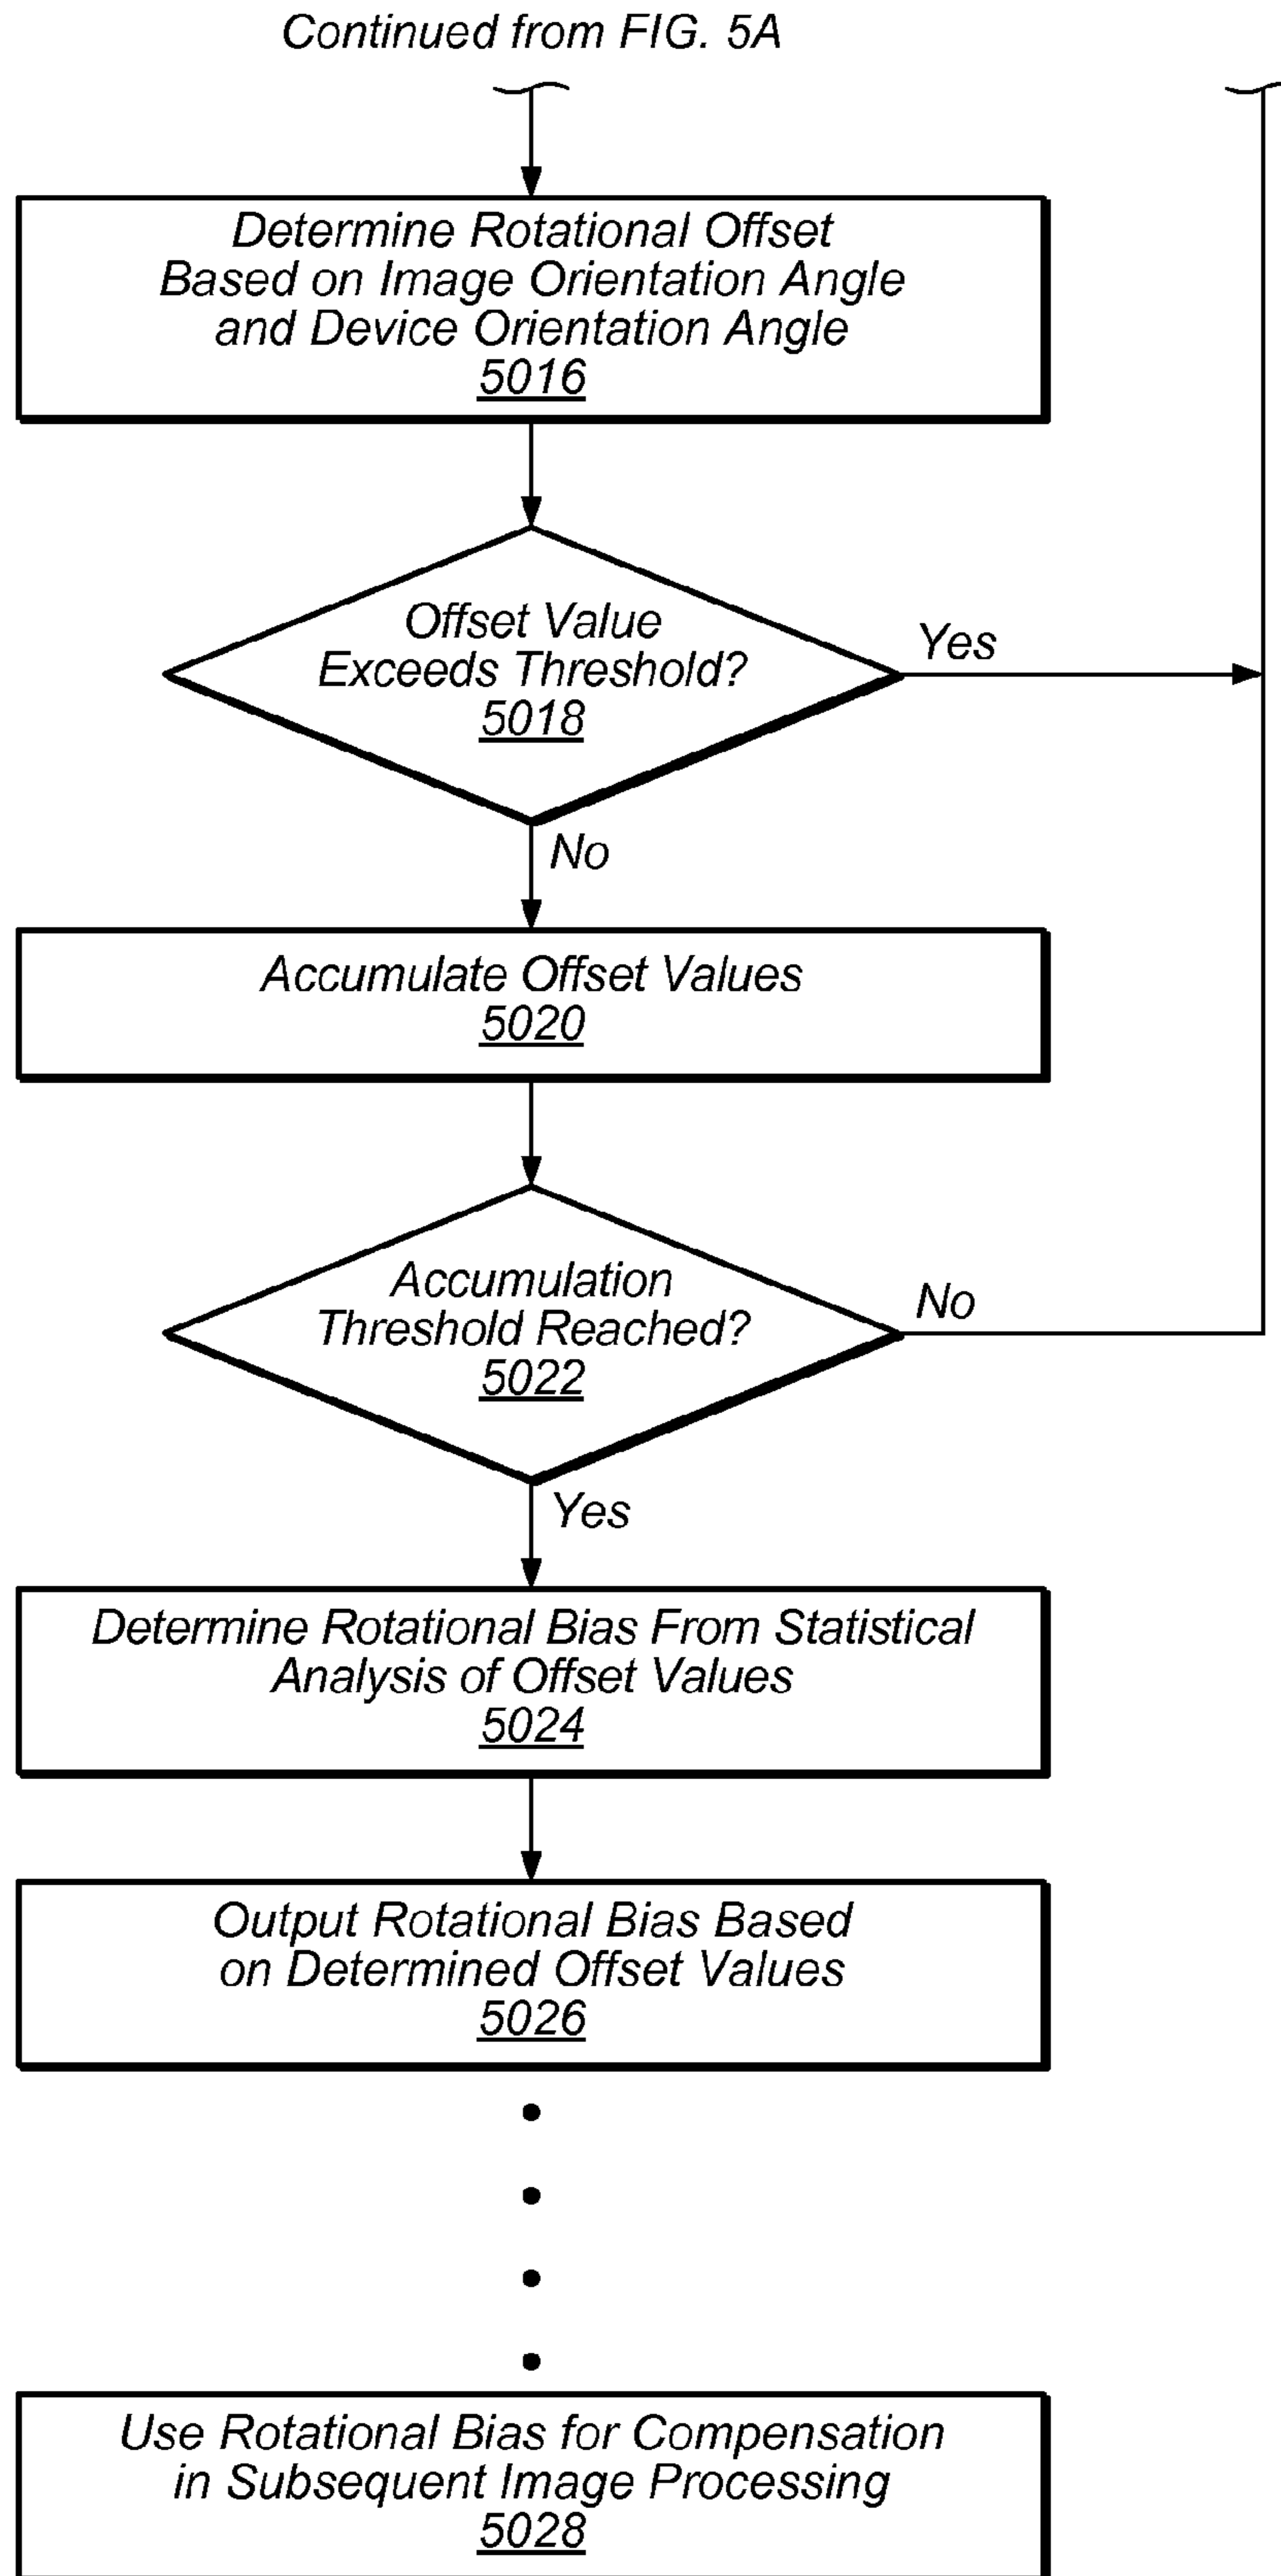 Continued from FIG. 5A
Determine Rotational Offset
Based on Image Orientation Angle
and Device Orientation Angle
5016
Offset Value
Exceeds Threshold?
5018
Yes
No
Accumulate Offset Values
5020
Accumulation
Threshold Reached?
5022
No
Yes
Determine Rotational Bias From Statistical
Analysis of Offset Values
5024
Output Rotational Bias Based
on Determined Offset Values
5026
Use Rotational Bias for Compensation
in Subsequent Image Processing
5028